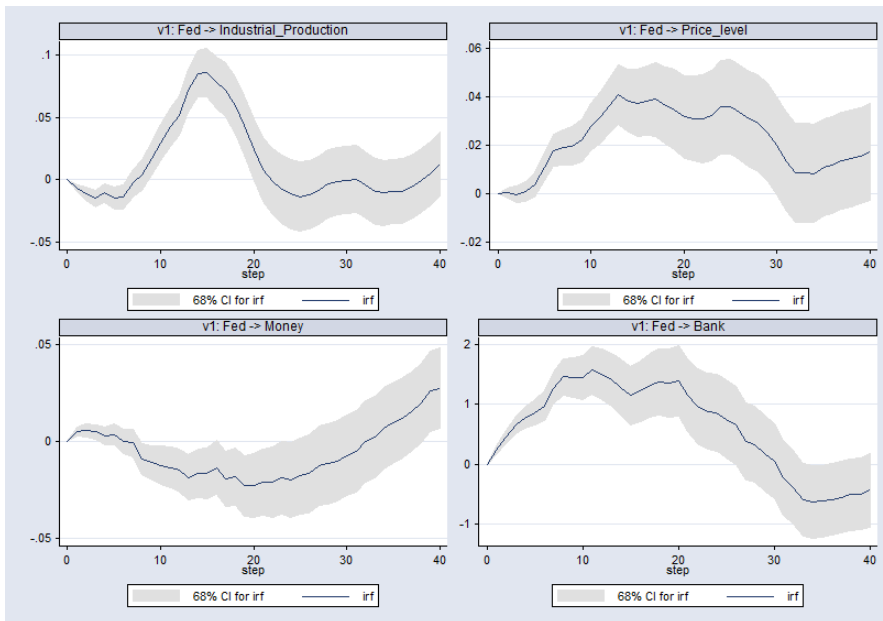 v1: Fed -> Industrial_Production
.1
.05
0
-.05
0 10 20 30 40
step
68% CI for irf irf
v1: Fed -> Price_level
.06
.04
.02
0
-.02
0 10 20 30 40
step
68% CI for irf irf
v1: Fed -> Money
.05
0
-.05
0 10 20 30 40
step
68% CI for irf irf
v1: Fed -> Bank
2
1
0
-1
0 10 20 30 40
step
68% CI for irf irf